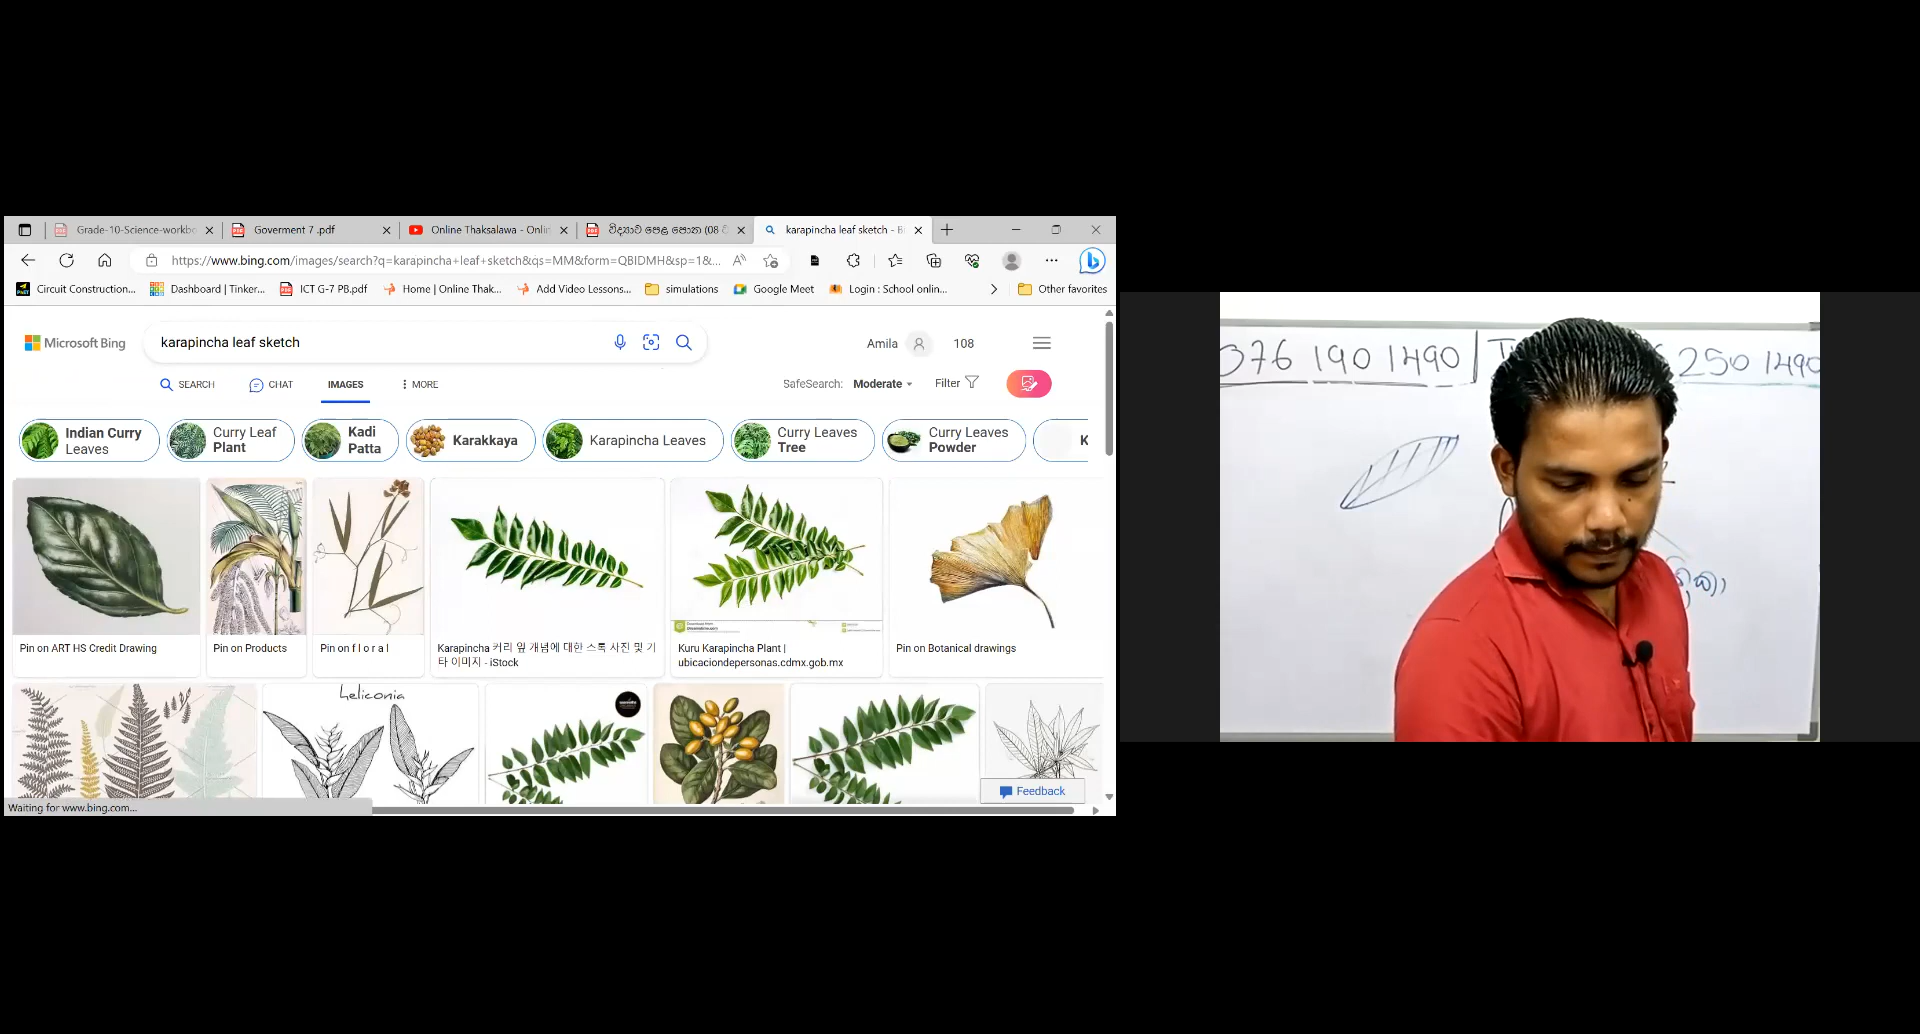 Grade-10-Science-workbo
Goverment 7 .pdf
Online Thaksalawa - Onlin
විද්‍යාව පෙළ පොත (08 ව
karapincha leaf sketch - Bi
https://www.bing.com/images/search?q=karapincha+leaf+sketch&qs=MM&form=QBIDMH&sp=1&...
Circuit Construction...
Dashboard | Tinker...
ICT G-7 PB.pdf
Home | Online Thak...
Add Video Lessons...
simulations
Google Meet
Login : School onlin...
Other favorites
Microsoft Bing
karapincha leaf sketch
Amila
108
SEARCH
CHAT
IMAGES
MORE
SafeSearch: Moderate
Filter
Indian Curry
Leaves
Curry Leaf
Plant
Kadi
Patta
Karakkaya
Karapincha Leaves
Curry Leaves
Tree
Curry Leaves
Powder
K
Pin on ART HS Credit Drawing
Pin on Products
Pin on f l o r a l
Karapincha 커리 잎 개념에 대한 스톡 사진 및 기
타 이미지 - iStock
Kuru Karapincha Plant |
ubicaciondepersonas.cdmx.gob.mx
Pin on Botanical drawings
heliconia
Feedback
Waiting for www.bing.com...
376 190 1490
250 1490